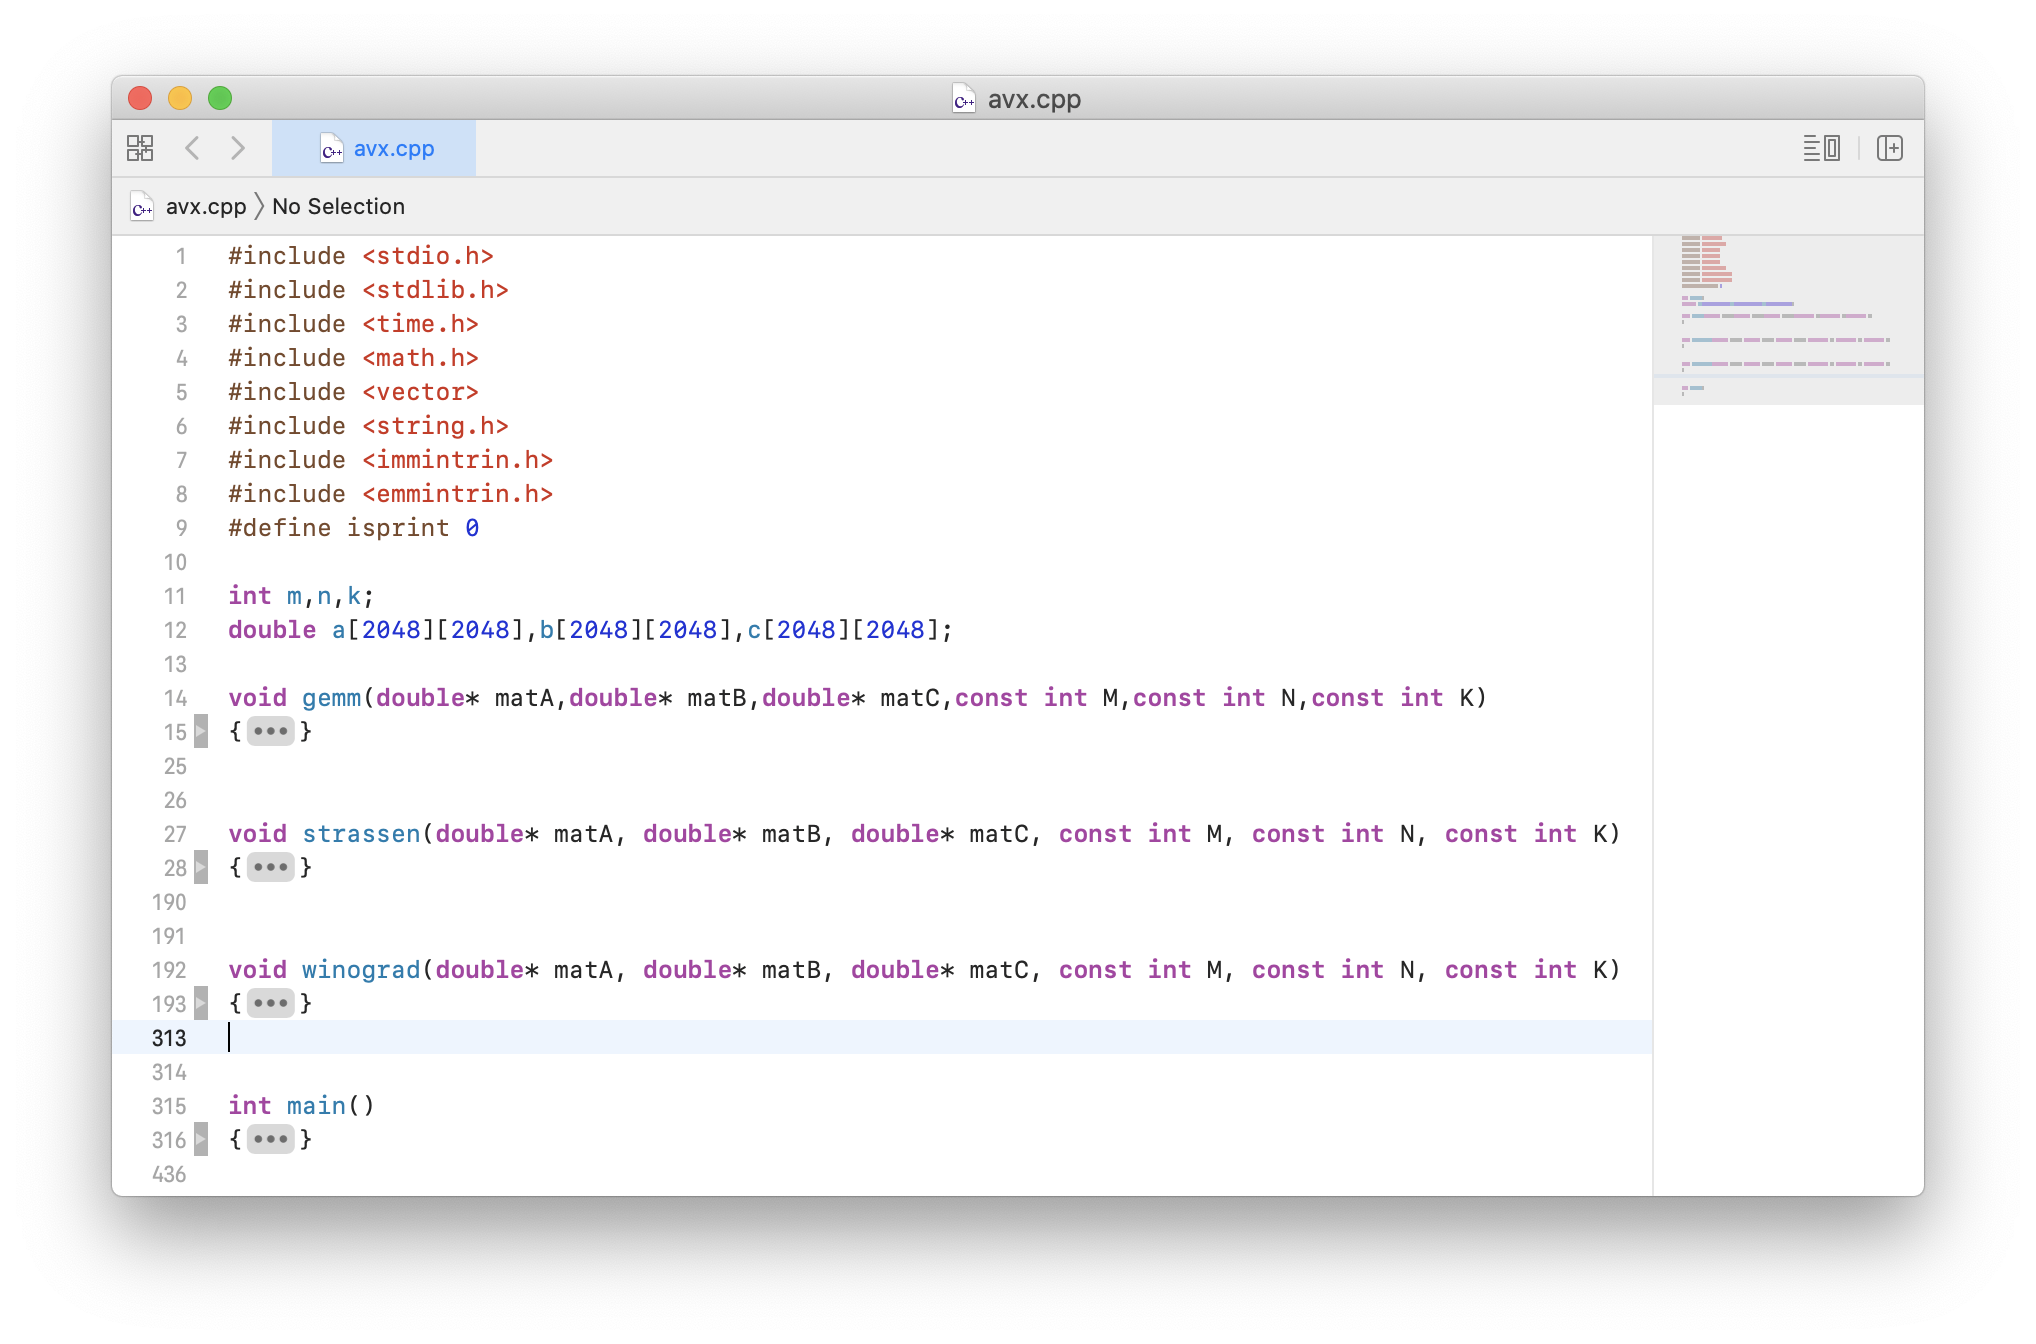 avx.cpp
avx.cpp
avx.cpp 〉 No Selection
1 #include <stdio.h>
2 #include <stdlib.h>
3 #include <time.h>
4 #include <math.h>
5 #include <vector>
6 #include <string.h>
7 #include <immintrin.h>
8 #include <emmintrin.h>
9 #define isprint 0
10
11 int m,n,k;
12 double a[2048][2048],b[2048][2048],c[2048][2048];
13
14 void gemm(double* matA,double* matB,double* matC,const int M,const int N,const int K)
15 {•••}
25
26
27 void strassen(double* matA, double* matB, double* matC, const int M, const int N, const int K)
28 {•••}
190
191
192 void winograd(double* matA, double* matB, double* matC, const int M, const int N, const int K)
193 {•••}
313
314
315 int main()
316 {•••}
436